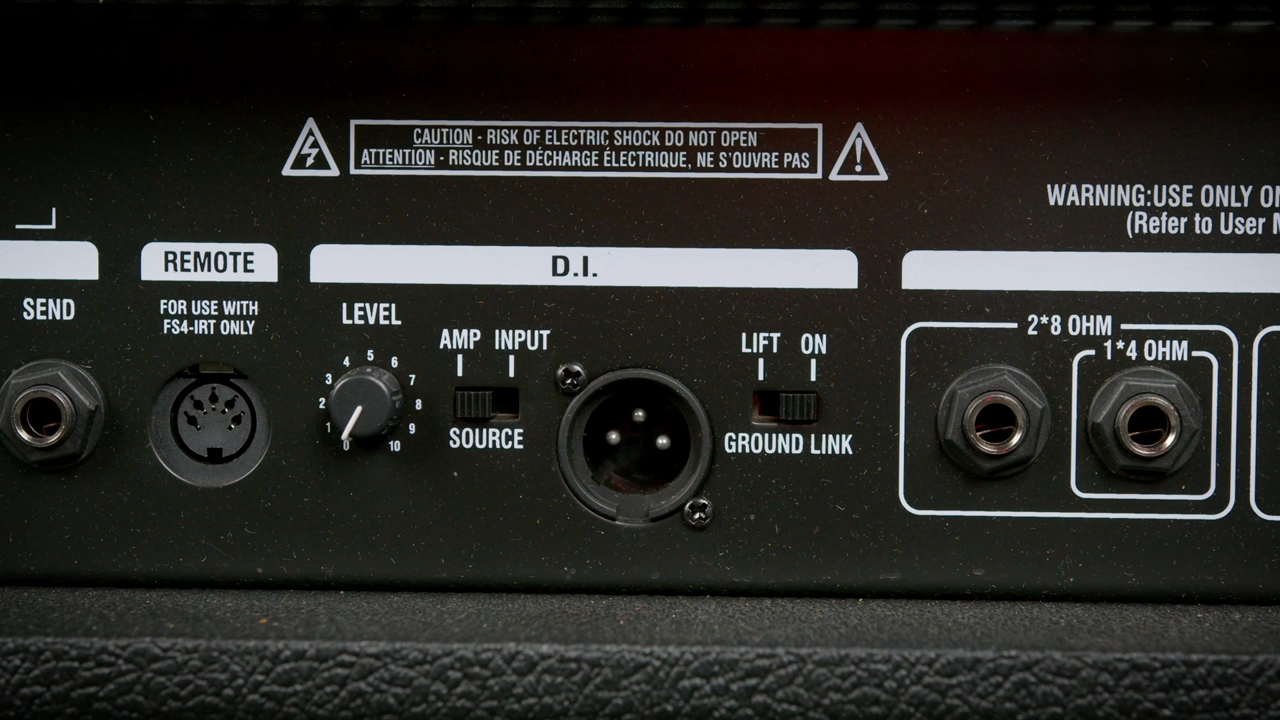 CAUTION - RISK OF ELECTRIC SHOCK DO NOT OPEN
ATTENTION - RISQUE DE DÉCHARGE ÉLECTRIQUE, NE S'OUVRE PAS
WARNING:USE ONLY
(Refer to User
REMOTE
D.I.
SEND
FOR USE WITH
FS4-IRT ONLY
LEVEL
0 1 2 3 4 5 6 7 8 9 10
AMP INPUT
SOURCE
LIFT ON
GROUND LINK
2*8 OHM
1*4 OHM